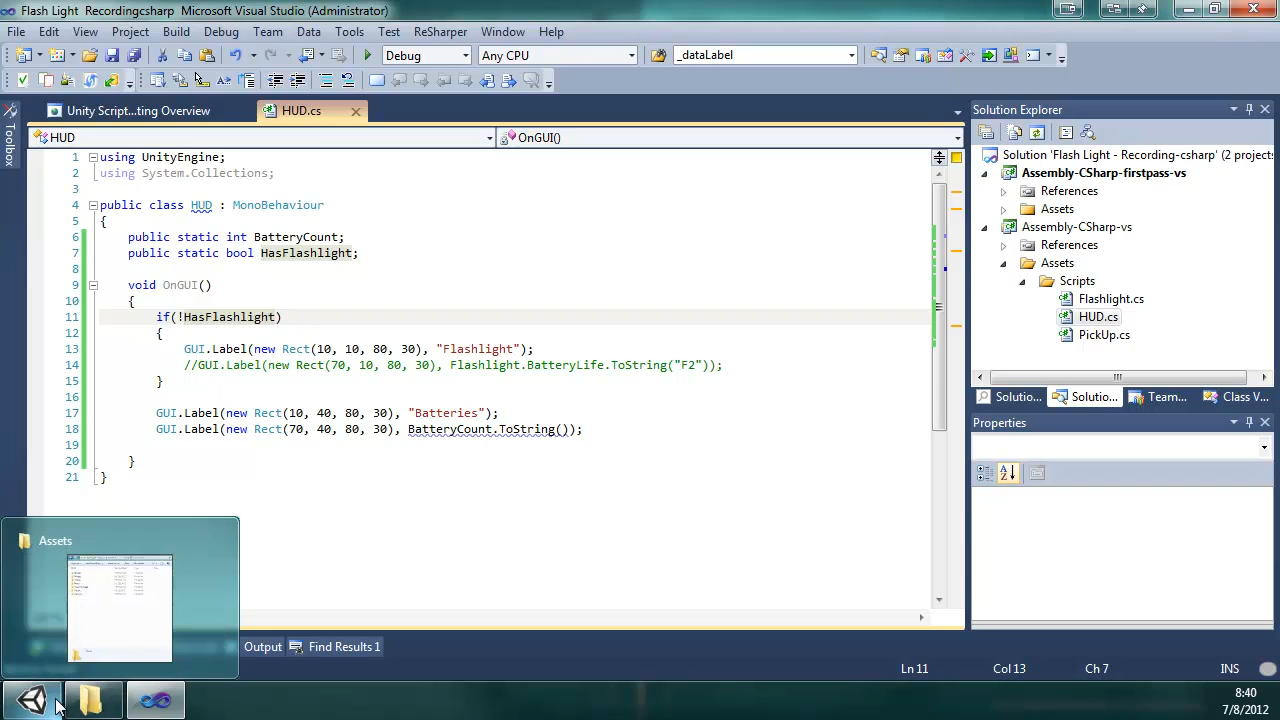 Flash Light Recordingcsharp Microsoft Visual Studio (Administrator)
File Edit View Project Build Debug Team Data Tools Test ReSharper Window Help
Debug Any CPU _dataLabel
Toolbox
Unity Script...ting Overview HUD.cs
HUD OnGUI()
1 using UnityEngine;
2 using System.Collections;
3
4 public class HUD : MonoBehaviour
5 {
6 public static int BatteryCount;
7 public static bool HasFlashlight;
8
9 void OnGUI()
10 {
11 if(!HasFlashlight)
12 {
13 GUI.Label(new Rect(10, 10, 80, 30), "Flashlight");
14 //GUI.Label(new Rect(70, 10, 80, 30), Flashlight.BatteryLife.ToString("F2"));
15 }
16
17 GUI.Label(new Rect(10, 40, 80, 30), "Batteries");
18 GUI.Label(new Rect(70, 40, 80, 30), BatteryCount.ToString());
19
20 }
21 }
Solution Explorer
Solution 'Flash Light - Recording-csharp' (2 projects
Assembly-CSharp-firstpass-vs
References
Assets
Assembly-CSharp-vs
References
Assets
Scripts
Flashlight.cs
HUD.cs
PickUp.cs
Solutio... Solutio... Team... Class V...
Properties
Assets
Output Find Results 1
Ln 11 Col 13 Ch 7 INS
8:40
7/8/2012